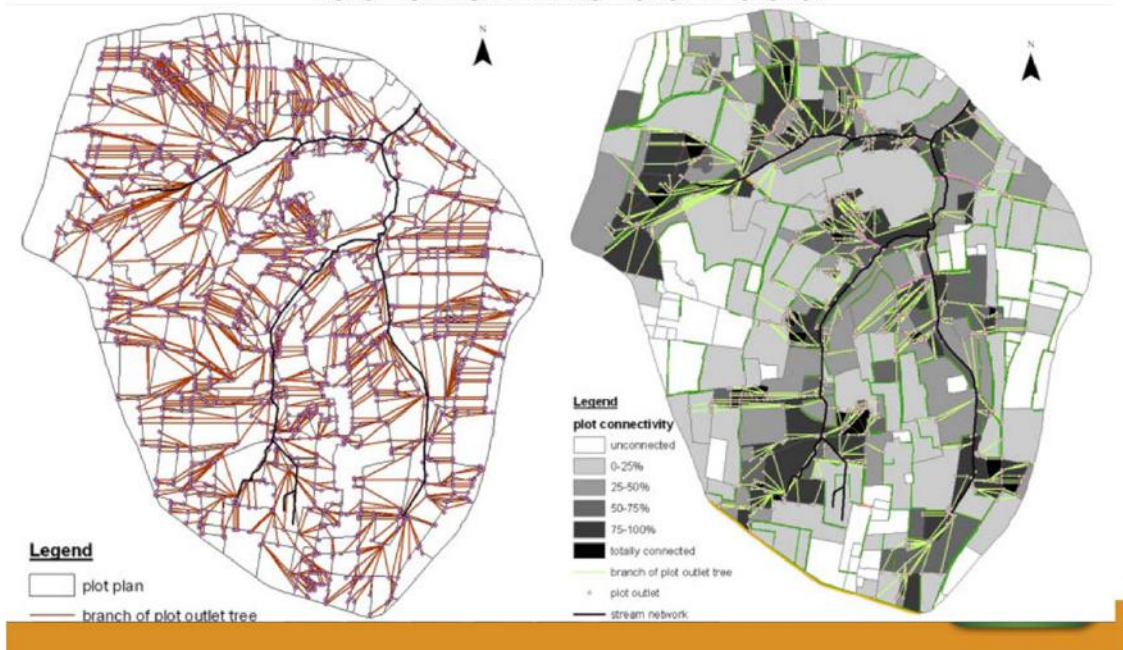 N
Legend
plot plan
branch of plot outlet tree
N
Legend
plot connectivity
unconnected
0-25%
25-50%
50-75%
75-100%
totally connected
branch of plot outlet tree
plot outlet
stream network